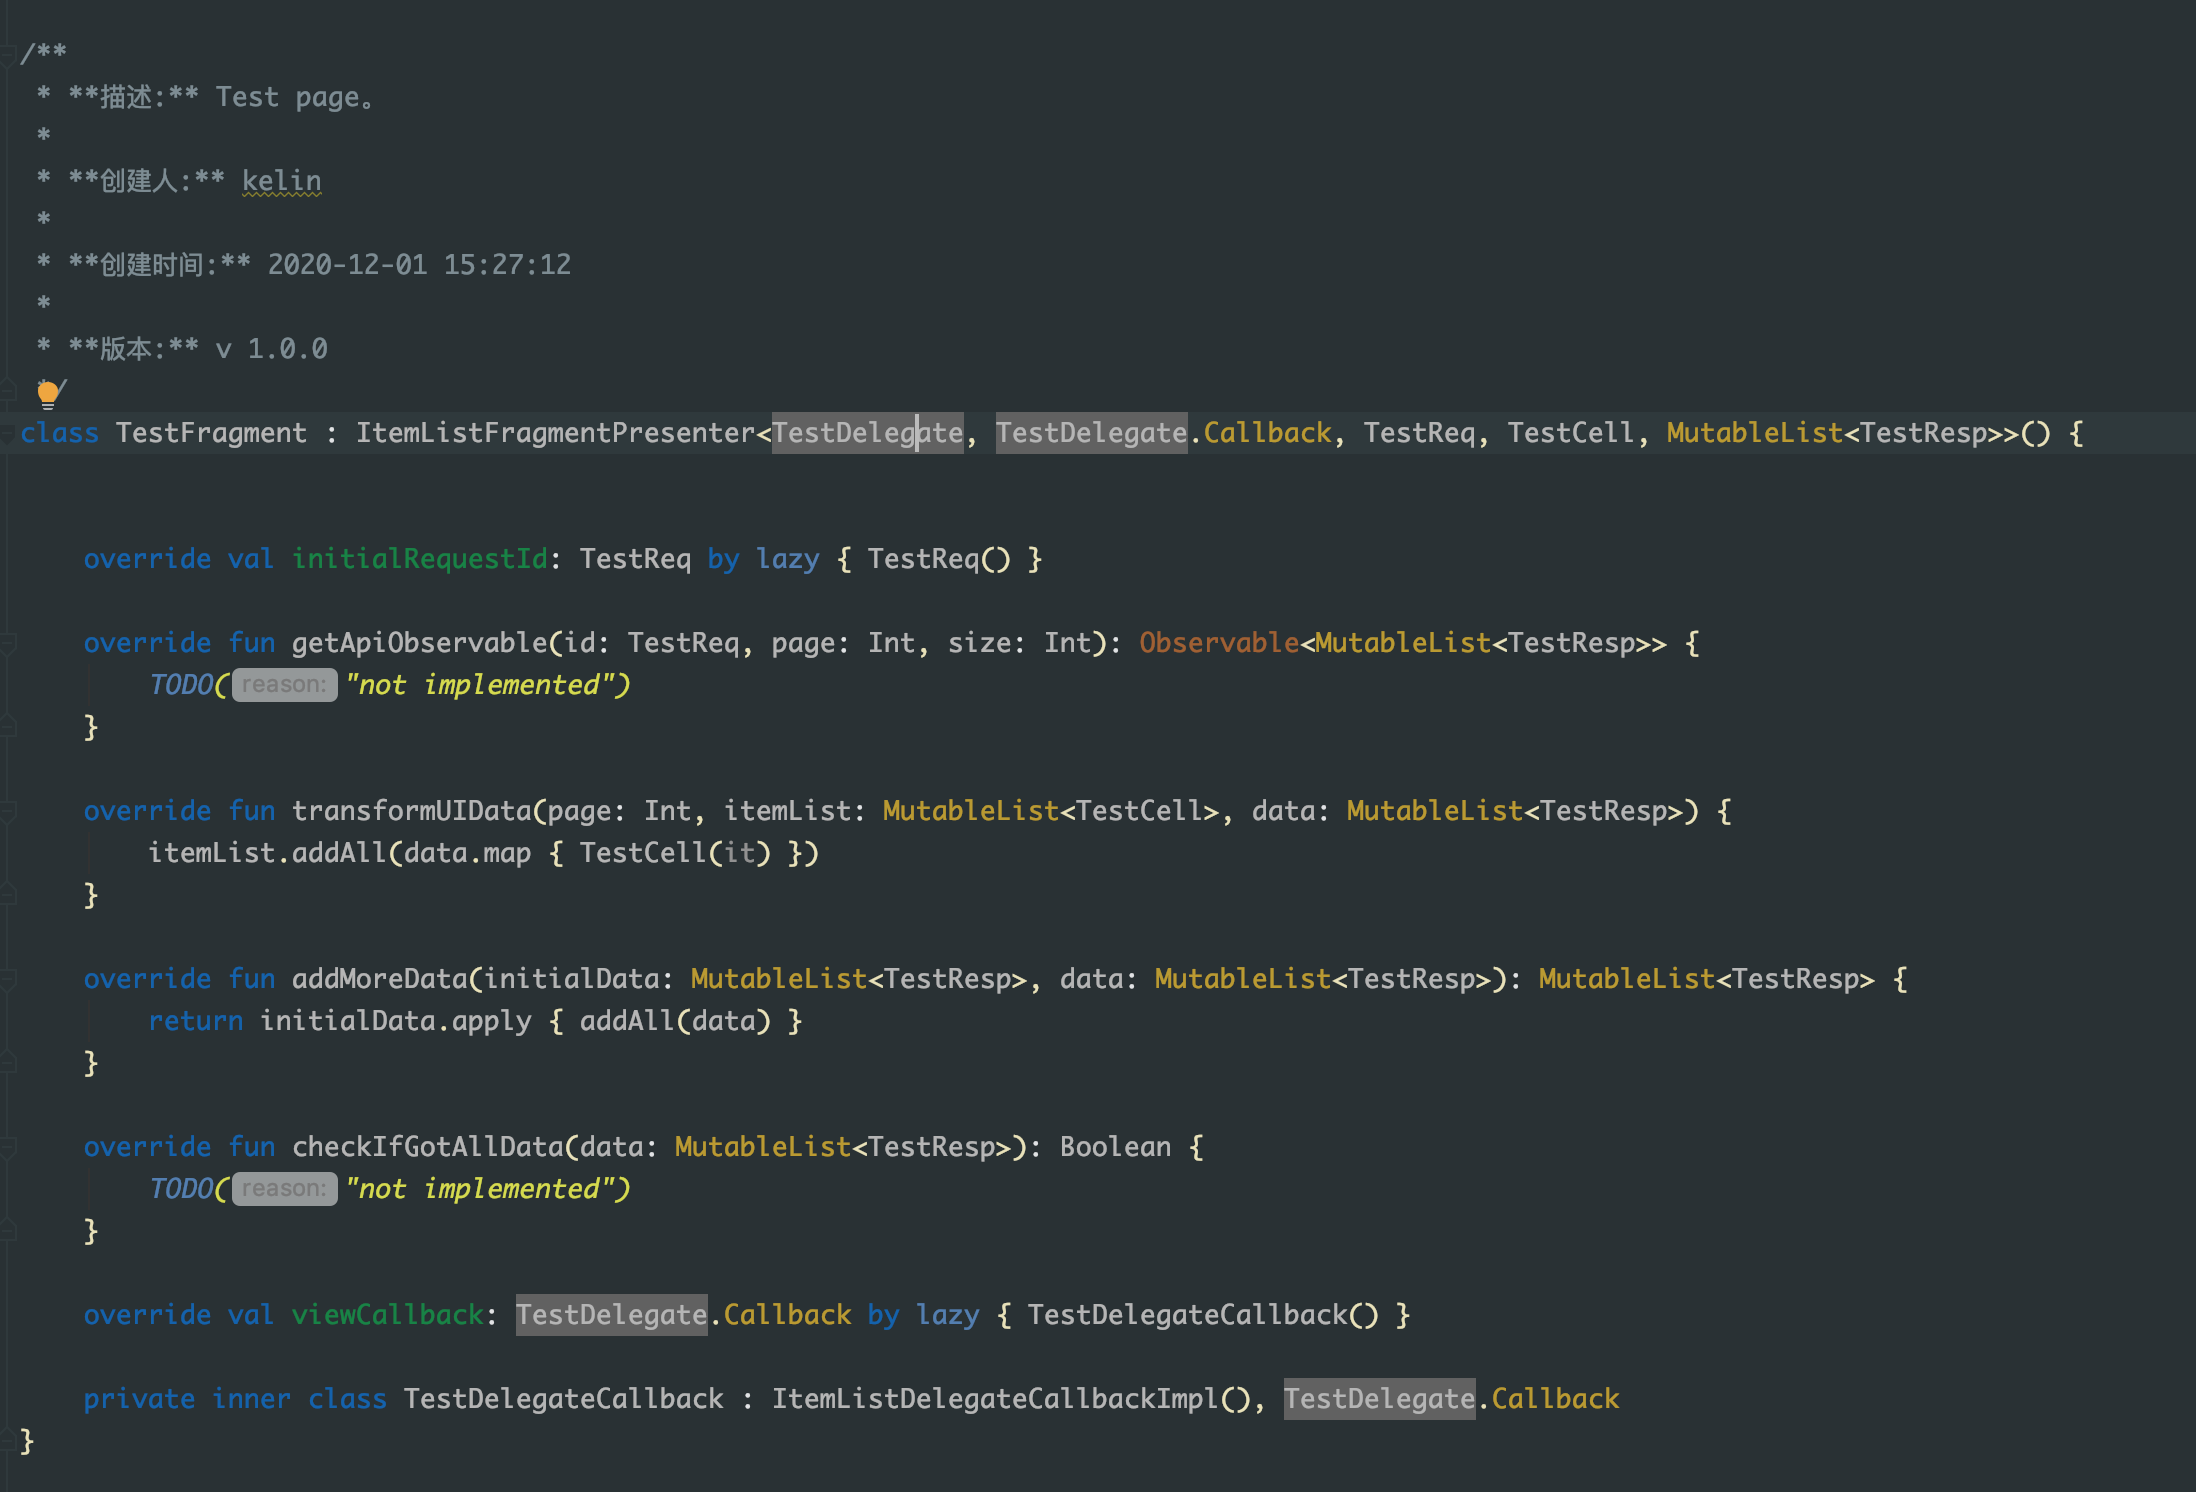 /**
 * **描述:** Test page。
 *
 * **创建人:** kelin
 *
 * **创建时间:** 2020-12-01 15:27:12
 *
 * **版本:** v 1.0.0
 */
class TestFragment : ItemListFragmentPresenter<TestDelegate, TestDelegate.Callback, TestReq, TestCell, MutableList<TestResp>>() {
    override val initialRequestId: TestReq by lazy { TestReq() }
    override fun getApiObservable(id: TestReq, page: Int, size: Int): Observable<MutableList<TestResp>> {
        TODO( reason: "not implemented")
    }
    override fun transformUIData(page: Int, itemList: MutableList<TestCell>, data: MutableList<TestResp>) {
        itemList.addAll(data.map { TestCell(it) })
    }
    override fun addMoreData(initialData: MutableList<TestResp>, data: MutableList<TestResp>): MutableList<TestResp> {
        return initialData.apply { addAll(data) }
    }
    override fun checkIfGotAllData(data: MutableList<TestResp>): Boolean {
        TODO( reason: "not implemented")
    }
    override val viewCallback: TestDelegate.Callback by lazy { TestDelegateCallback() }
    private inner class TestDelegateCallback : ItemListDelegateCallbackImpl(), TestDelegate.Callback
}